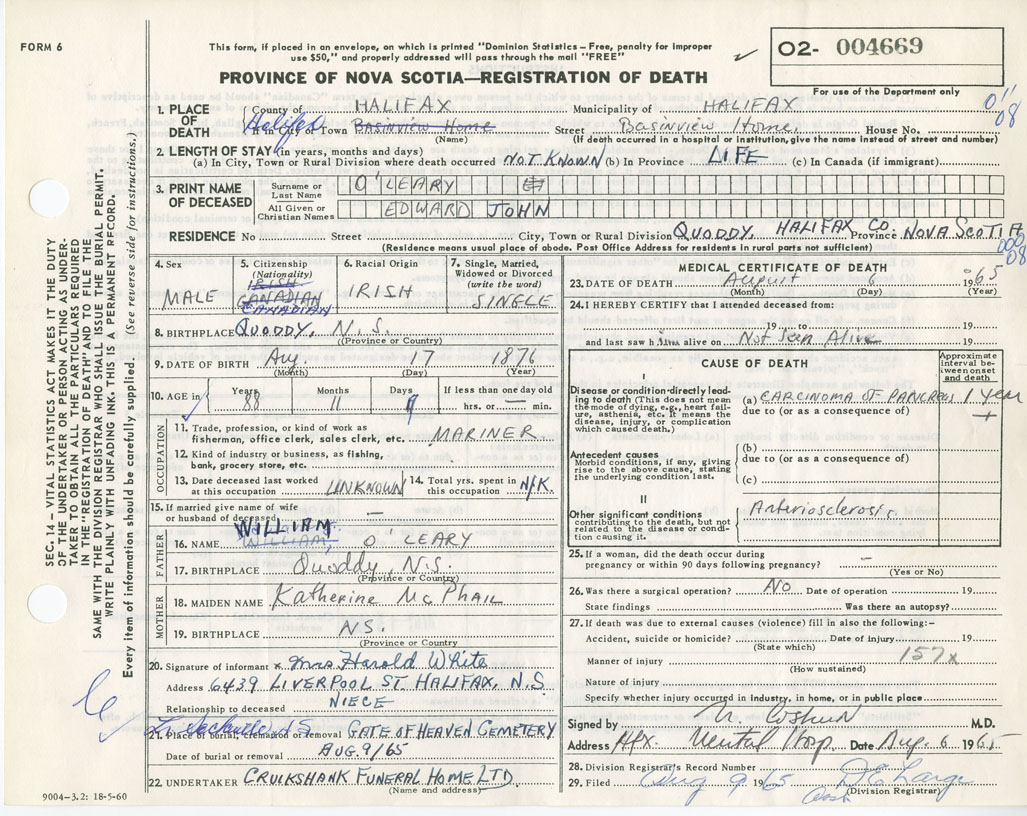 FORM 6
This form, if placed in an envelope, on which is printed "Dominion Statistics – Free, penalty for improper
use $50," and properly addressed will pass through the mail "FREE"
PROVINCE OF NOVA SCOTIA—REGISTRATION OF DEATH
O2- 004669
For use of the Department only
08
1. PLACE OF DEATH County of HALIFAX Municipality of HALIFAX
Halifax If in City or Town Basinview Home Street Basinview Home. House No.
(Name) (If death occurred in a hospital or institution, give the name instead of street and number)
2. LENGTH OF STAY (in years, months and days)
(a) In City, Town or Rural Division where death occurred NOT KNOWN (b) In Province LIFE (c) In Canada (if immigrant)
3. PRINT NAME OF DECEASED
Surname or Last Name O'LEARY
All Given or Christian Names EDWARD JOHN
RESIDENCE No. Street City, Town or Rural Division QUODDY, HALIFAX CO. Province NOVA SCOTIA
(Residence means usual place of abode. Post Office Address for residents in rural parts not sufficient)
08
SEC. 14 – VITAL STATISTICS ACT MAKES IT THE DUTY
OF THE UNDERTAKER OR PERSON ACTING AS UNDER-
TAKER TO OBTAIN ALL THE PARTICULARS REQUIRED
IN THE "REGISTRATION OF DEATH" AND TO FILE THE
SAME WITH THE DIVISION REGISTRAR WHO SHALL ISSUE THE BURIAL PERMIT.
WRITE PLAINLY WITH UNFADING INK. THIS IS A PERMANENT RECORD.
Every item of information should be carefully supplied. (See reverse side for instructions.)
4. Sex MALE
5. Citizenship (Nationality) IRISH CANADIAN CANADIAN
6. Racial Origin IRISH
7. Single, Married, Widowed or Divorced (write the word) SINGLE
8. BIRTHPLACE QUODDY, N.S.
(Province or Country)
9. DATE OF BIRTH Aug. 17 1876
(Month) (Day) (Year)
10. AGE in Years 88 Months 11 Days If less than one day old
hrs. or — min.
OCCUPATION
11. Trade, profession, or kind of work as
fisherman, office clerk, sales clerk, etc. MARINER
12. Kind of industry or business, as fishing,
bank, grocery store, etc.
13. Date deceased last worked at this occupation UNKNOWN 14. Total yrs. spent in this occupation N/K.
15. If married give name of wife
or husband of deceased —
FATHER
WILLIAM
16. NAME WILLIAM, O'LEARY
17. BIRTHPLACE Quoddy, N.S.
(Province or Country)
MOTHER
18. MAIDEN NAME Katherine McPhail
19. BIRTHPLACE N.S.
(Province or Country)
20. Signature of informant x Mrs Harold White
Address 6439 LIVERPOOL ST. HALIFAX, N.S
Relationship to deceased NIECE
Sackville N S
21. Place of burial, cremation or removal GATE OF HEAVEN CEMETERY
Date of burial or removal AUG. 9/65
22. UNDERTAKER CRUIKSHANK FUNERAL HOME LTD.
(Name and address)
9004-3.2: 18-5-60
MEDICAL CERTIFICATE OF DEATH
23. DATE OF DEATH August 6 1965
(Month) (Day) (Year)
24. I HEREBY CERTIFY that I attended deceased from:
19 to 19
and last saw h alive on Not Seen Alive 19
CAUSE OF DEATH
Approximate interval between onset and death
I
Disease or condition directly leading to death (This does not mean the mode of dying, e.g., heart failure, asthenia, etc. It means the disease, injury, or complication which caused death.)
(a) CARCINOMA OF PANCREAS 1 year +
due to (or as a consequence of)
Antecedent causes
Morbid conditions, if any, giving rise to the above cause, stating the underlying condition last.
(b)
due to (or as a consequence of)
(c)
II
Other significant conditions contributing to the death, but not related to the disease or condition causing it.
Arteriosclerosis
25. If a woman, did the death occur during
pregnancy or within 90 days following pregnancy? –
(Yes or No)
26. Was there a surgical operation? NO Date of operation 19
State findings Was there an autopsy?
27. If death was due to external causes (violence) fill in also the following:–
Accident, suicide or homicide? Date of injury 19
(State which)
Manner of injury 157x
(How sustained)
Nature of injury
Specify whether injury occurred in industry, in home, or in public place
Signed by M.D.
Address Hfx. Mental Hosp. Date Aug. 6 1965
28. Division Registrar's Record Number
29. Filed Aug 9 1965
(Division Registrar)